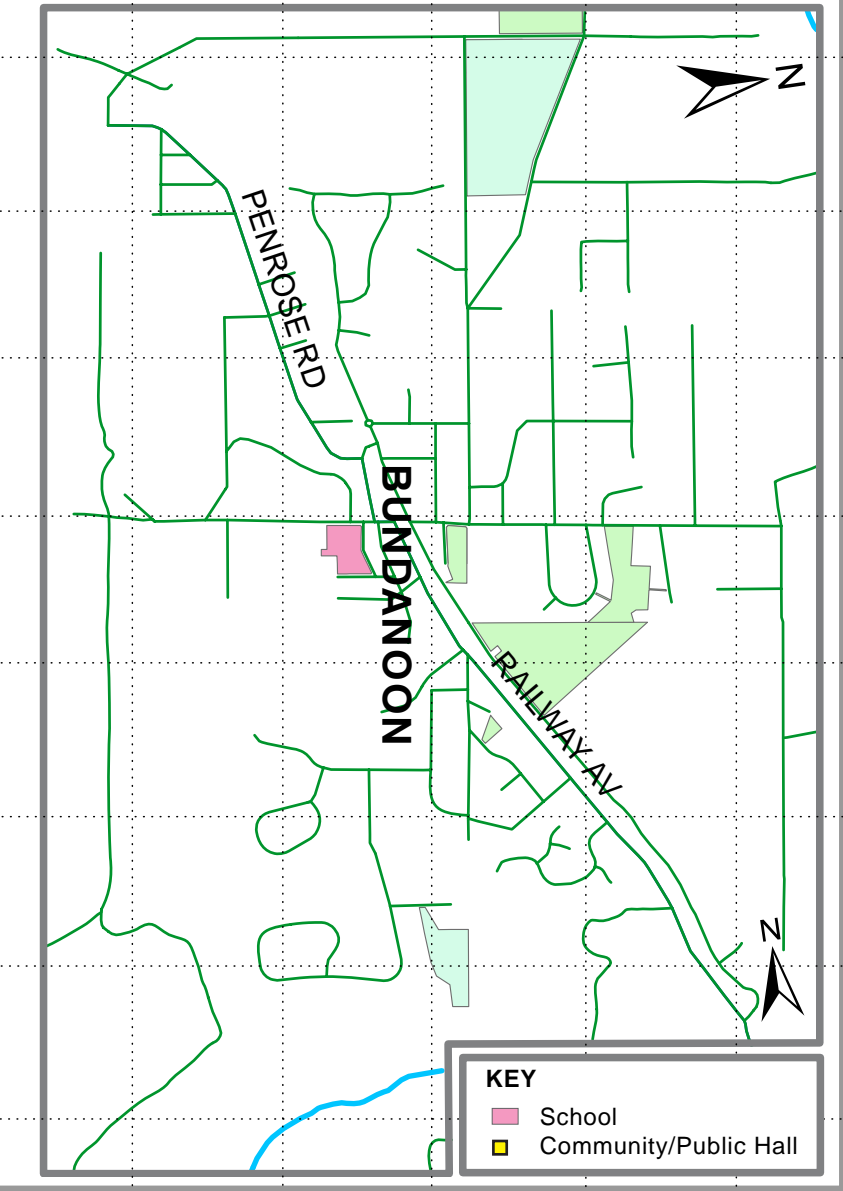 N
PENROSE RD
BUNDANOON
RAILWAY AV
N
KEY
School
Community/Public Hall